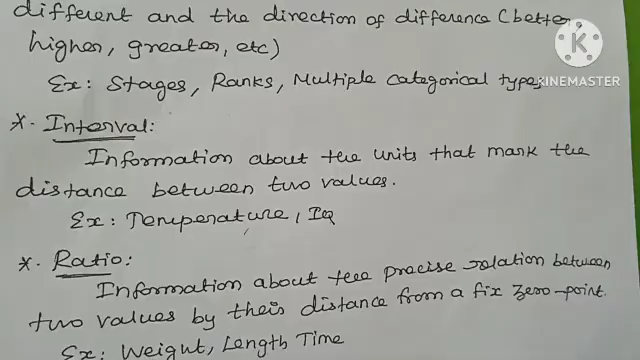 different and the direction of difference (better,
higher, greater, etc)
Ex: Stages, Ranks, Multiple categorical types
KINEMASTER
*. Interval:
Information about the units that mark the
distance between two values.
Ex: Temperature, Iq
*. Ratio:
Information about the precise relation between
two values by their distance from a fix zero-point.
Ex: Weight, Length Time